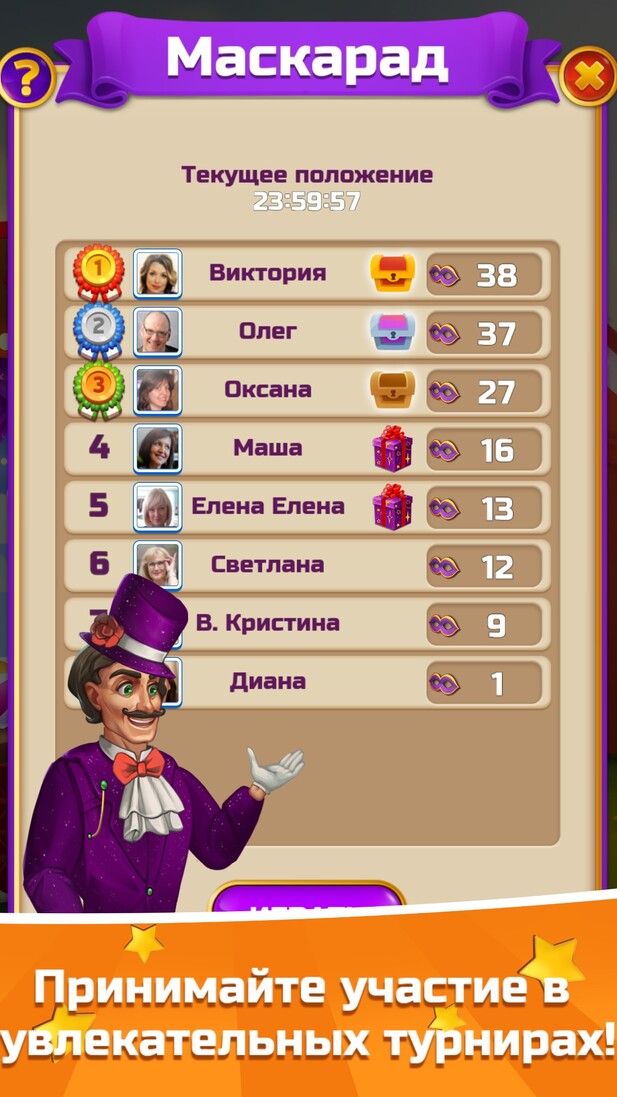 ?
Маскарад
Текущее положение
23:59:57
1 Виктория 38
2 Олег 37
3 Оксана 27
4 Маша 16
5 Елена Елена 13
6 Светлана 12
В. Кристина 9
Диана 1
Принимайте участие в
увлекательных турнирах!